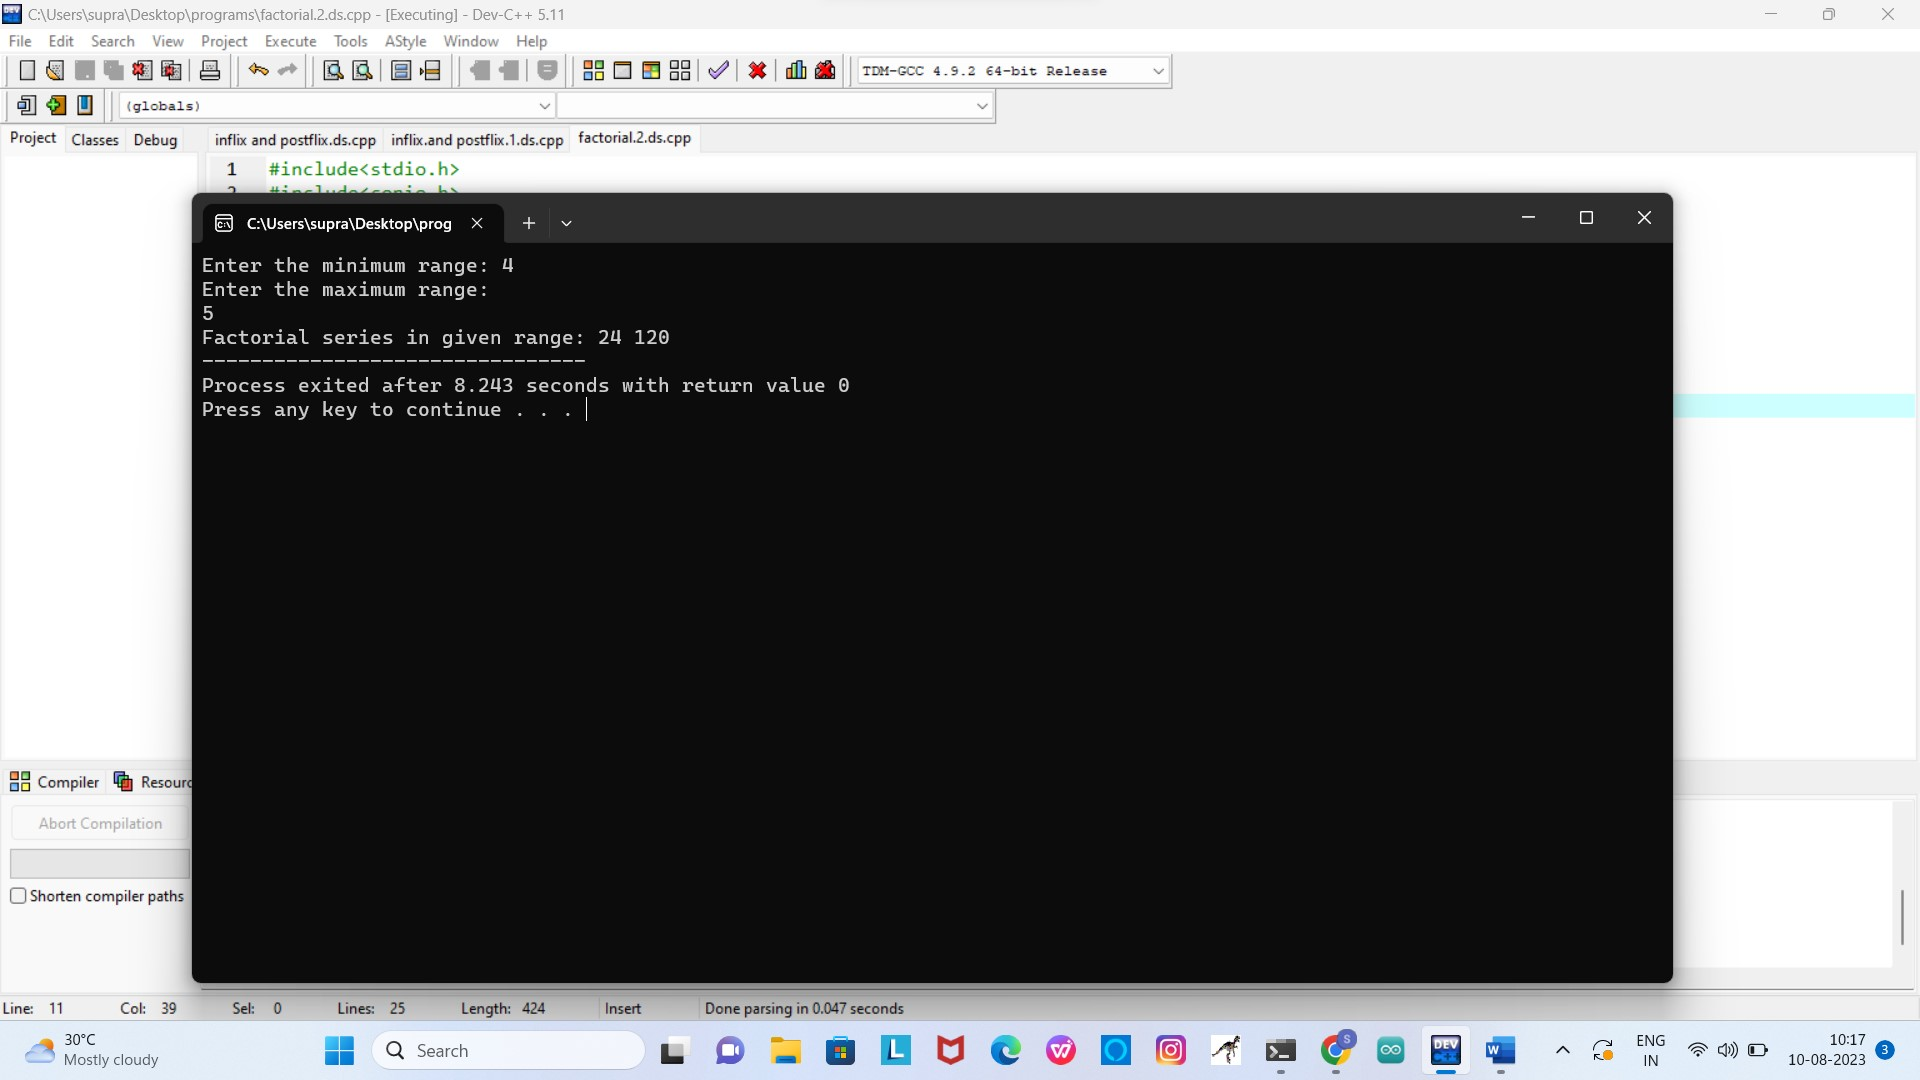 C:\Users\supra\Desktop\programs\factorial.2.ds.cpp - [Executing] - Dev-C++ 5.11
File Edit Search View Project Execute Tools AStyle Window Help
TDM-GCC 4.9.2 64-bit Release
(globals)
Project Classes Debug inflix and postflix.ds.cpp inflix.and postflix.1.ds.cpp factorial.2.ds.cpp
1 #include<stdio.h>
2 #include<conio.h>
C:\Users\supra\Desktop\prog
Enter the minimum range: 4
Enter the maximum range:
5
Factorial series in given range: 24 120
--------------------------------
Process exited after 8.243 seconds with return value 0
Press any key to continue . . .
Compiler Resourc
Abort Compilation
Shorten compiler paths
Line: 11 Col: 39 Sel: 0 Lines: 25 Length: 424 Insert Done parsing in 0.047 seconds
30°C
Mostly cloudy
Search
ENG
IN
10:17
10-08-2023
3